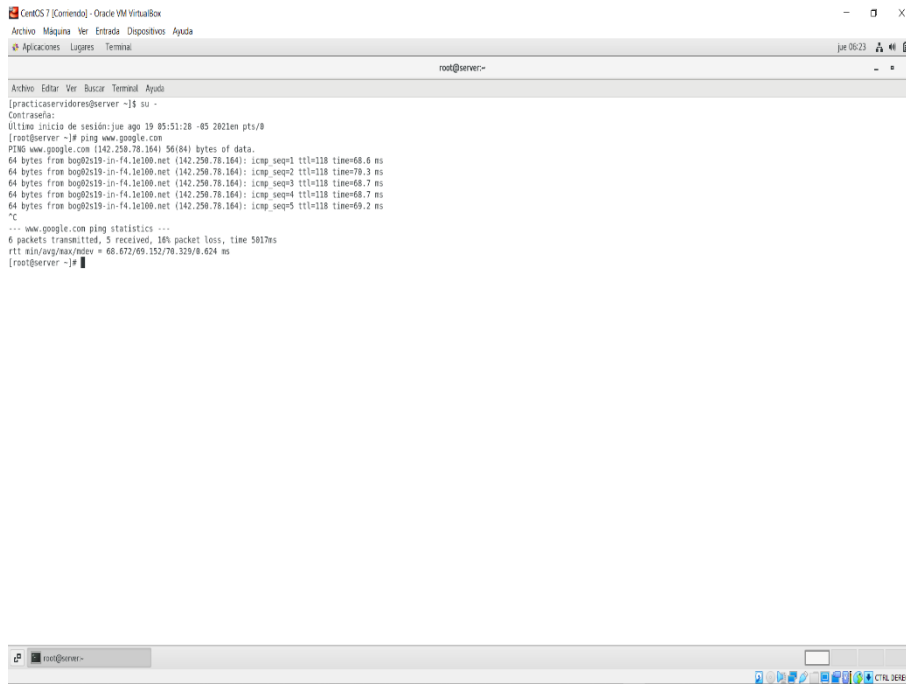 CentOS 7 [Corriendo] - Oracle VM VirtualBox
Archivo Máquina Ver Entrada Dispositivos Ayuda
Aplicaciones Lugares Terminal jue 06:23
root@server:~
Archivo Editar Ver Buscar Terminal Ayuda
[practicaservidores@server ~]$ su -
Contraseña:
Último inicio de sesión:jue ago 19 05:51:28 -05 2021en pts/0
[root@server ~]# ping www.google.com
PING www.google.com (142.250.78.164) 56(84) bytes of data.
64 bytes from bog02s19-in-f4.1e100.net (142.250.78.164): icmp_seq=1 ttl=118 time=68.6 ms
64 bytes from bog02s19-in-f4.1e100.net (142.250.78.164): icmp_seq=2 ttl=118 time=70.3 ms
64 bytes from bog02s19-in-f4.1e100.net (142.250.78.164): icmp_seq=3 ttl=118 time=68.7 ms
64 bytes from bog02s19-in-f4.1e100.net (142.250.78.164): icmp_seq=4 ttl=118 time=68.7 ms
64 bytes from bog02s19-in-f4.1e100.net (142.250.78.164): icmp_seq=5 ttl=118 time=69.2 ms
^C
--- www.google.com ping statistics ---
6 packets transmitted, 5 received, 16% packet loss, time 5017ms
rtt min/avg/max/mdev = 68.672/69.152/70.329/0.624 ms
[root@server ~]#
root@server:~
CTRL DERE